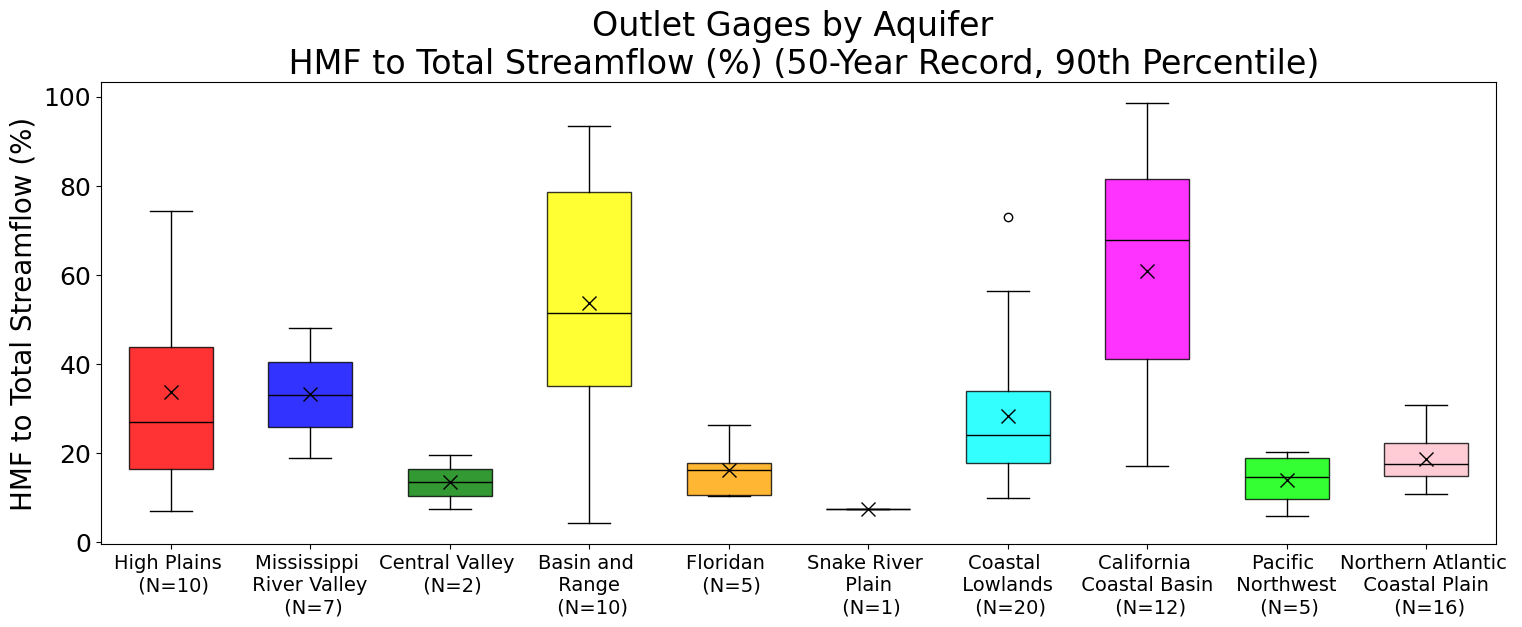 Outlet Gages by Aquifer
HMF to Total Streamflow (%) (50-Year Record, 90th Percentile)
HMF to Total Streamflow (%)
100
80
60
40
20
0
High Plains
(N=10)
Mississippi
River Valley
(N=7)
Central Valley
(N=2)
Basin and
Range
(N=10)
Floridan
(N=5)
Snake River
Plain
(N=1)
Coastal
Lowlands
(N=20)
California
Coastal Basin
(N=12)
Pacific
Northwest
(N=5)
Northern Atlantic
Coastal Plain
(N=16)